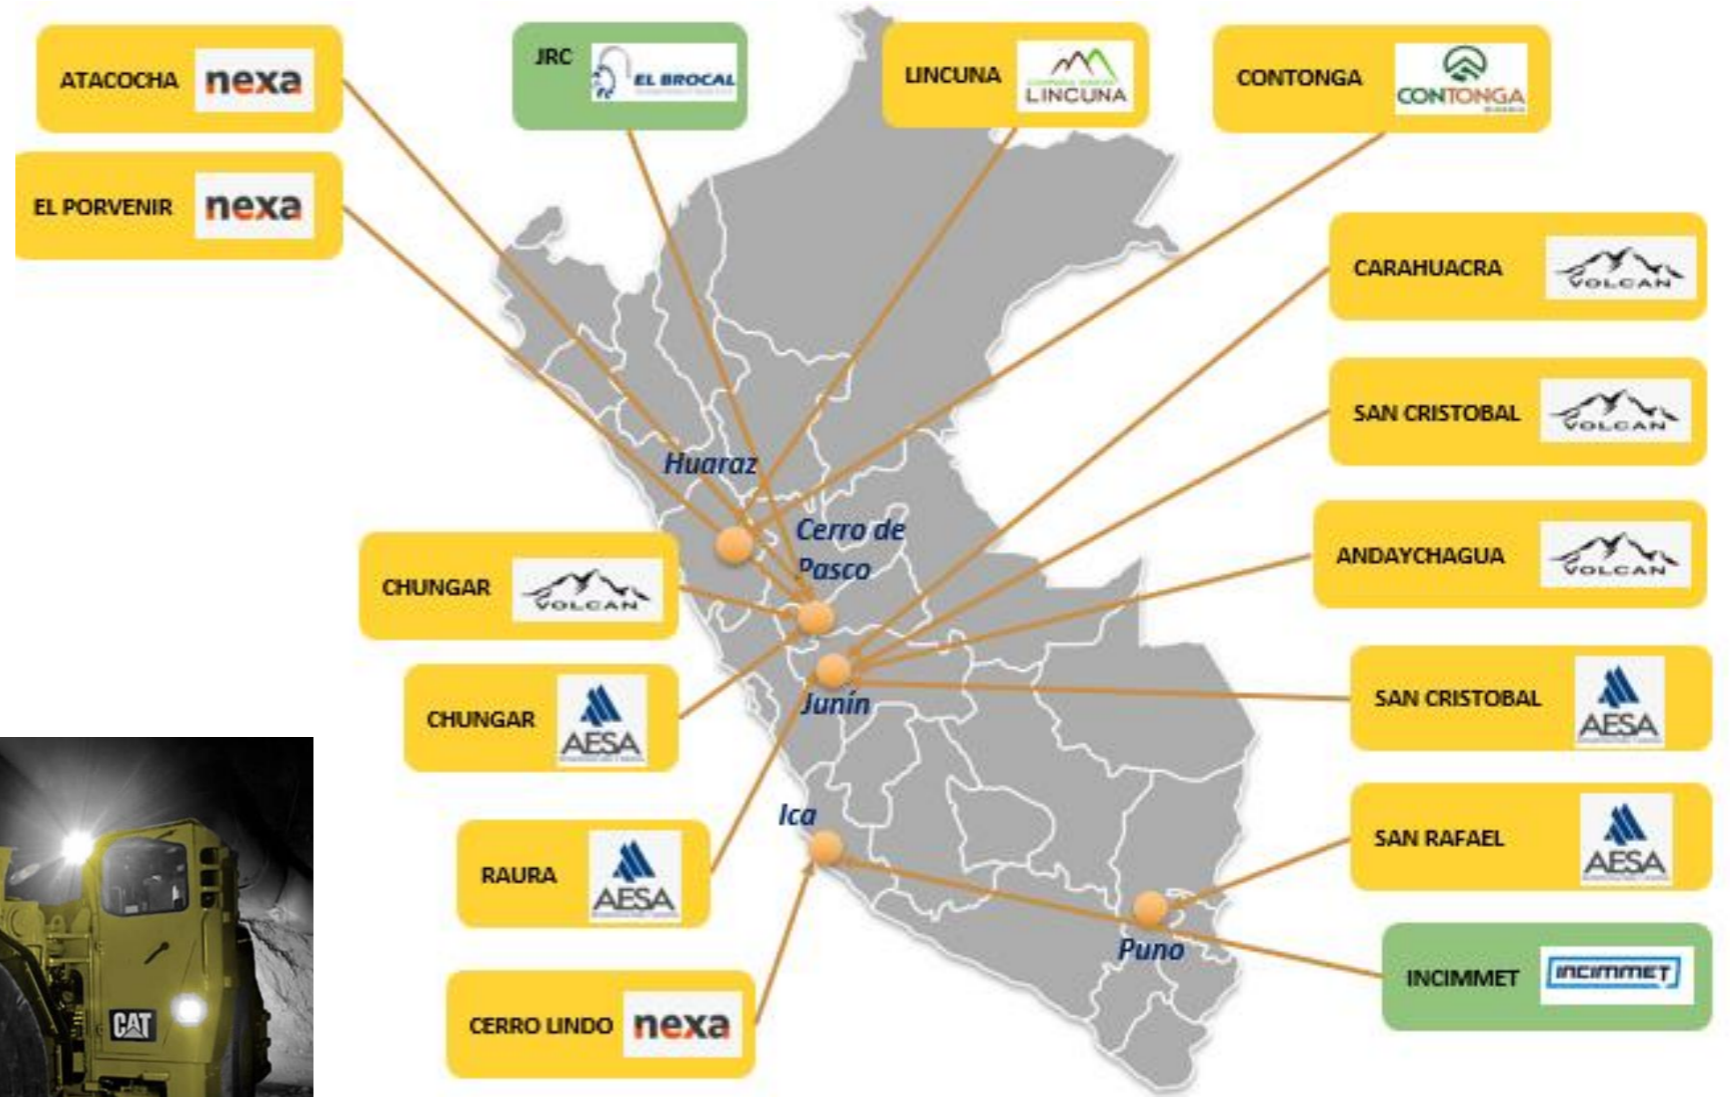 ATACOCHA nexa
JRC EL BROCAL
LINCUNA LINCUNA
CONTONGA CONTONGA
EL PORVENIR nexa
CARAHUACRA VOLCAN
SAN CRISTOBAL VOLCAN
Huaraz
Cerro de
Pasco
ANDAYCHAGUA VOLCAN
CHUNGAR VOLCAN
CHUNGAR AESA
Junín
SAN CRISTOBAL AESA
Ica
RAURA AESA
SAN RAFAEL AESA
Puno
INCIMMET INCIMMET
CERRO LINDO nexa
CAT